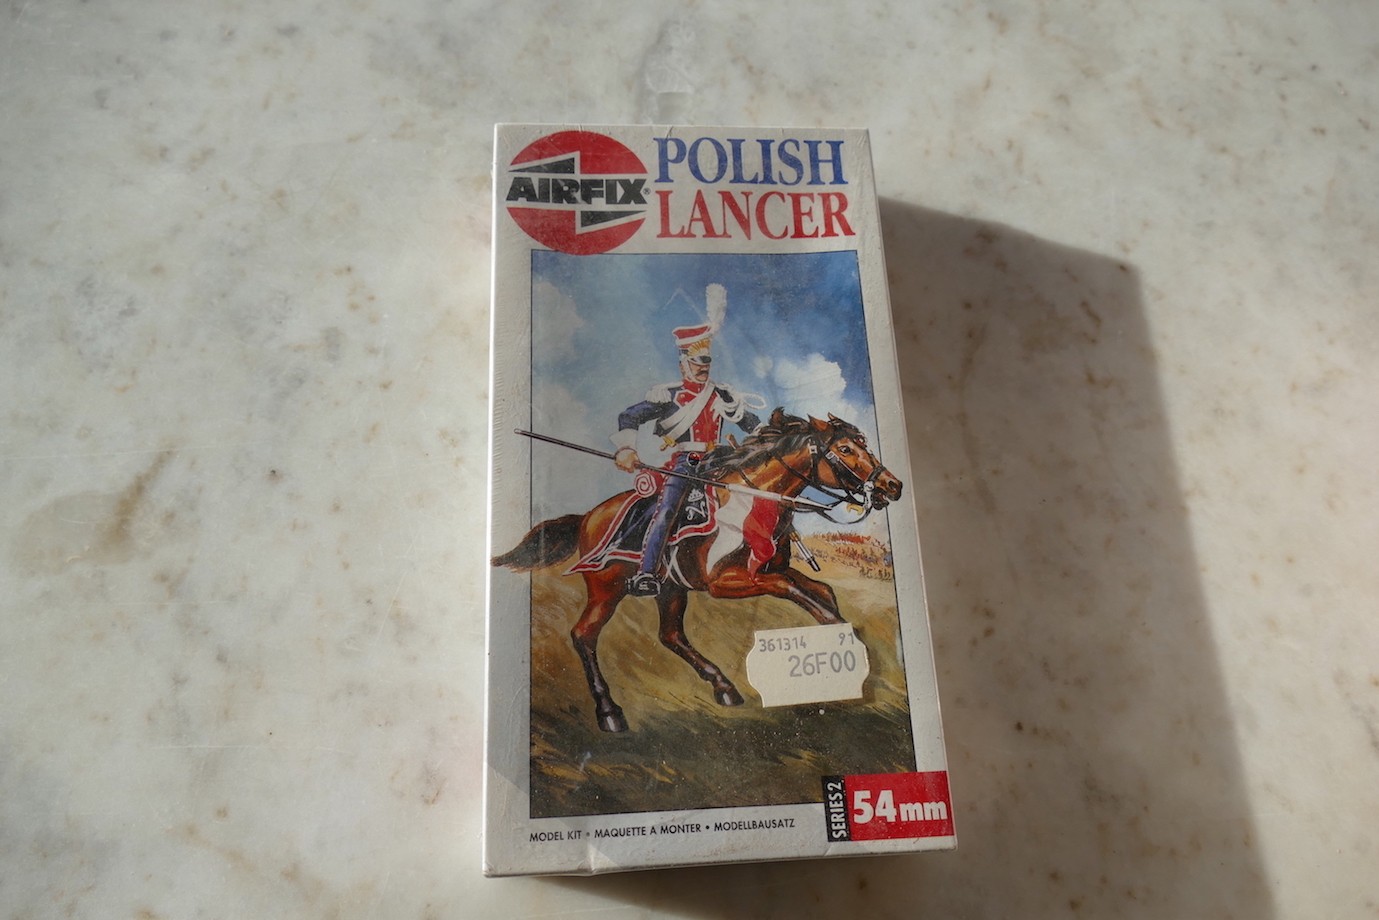 AIRFIX®
POLISH
LANCER
N
361314 91
26F00
SERIES 2
54mm
MODEL KIT • MAQUETTE A MONTER • MODELLBAUSATZ